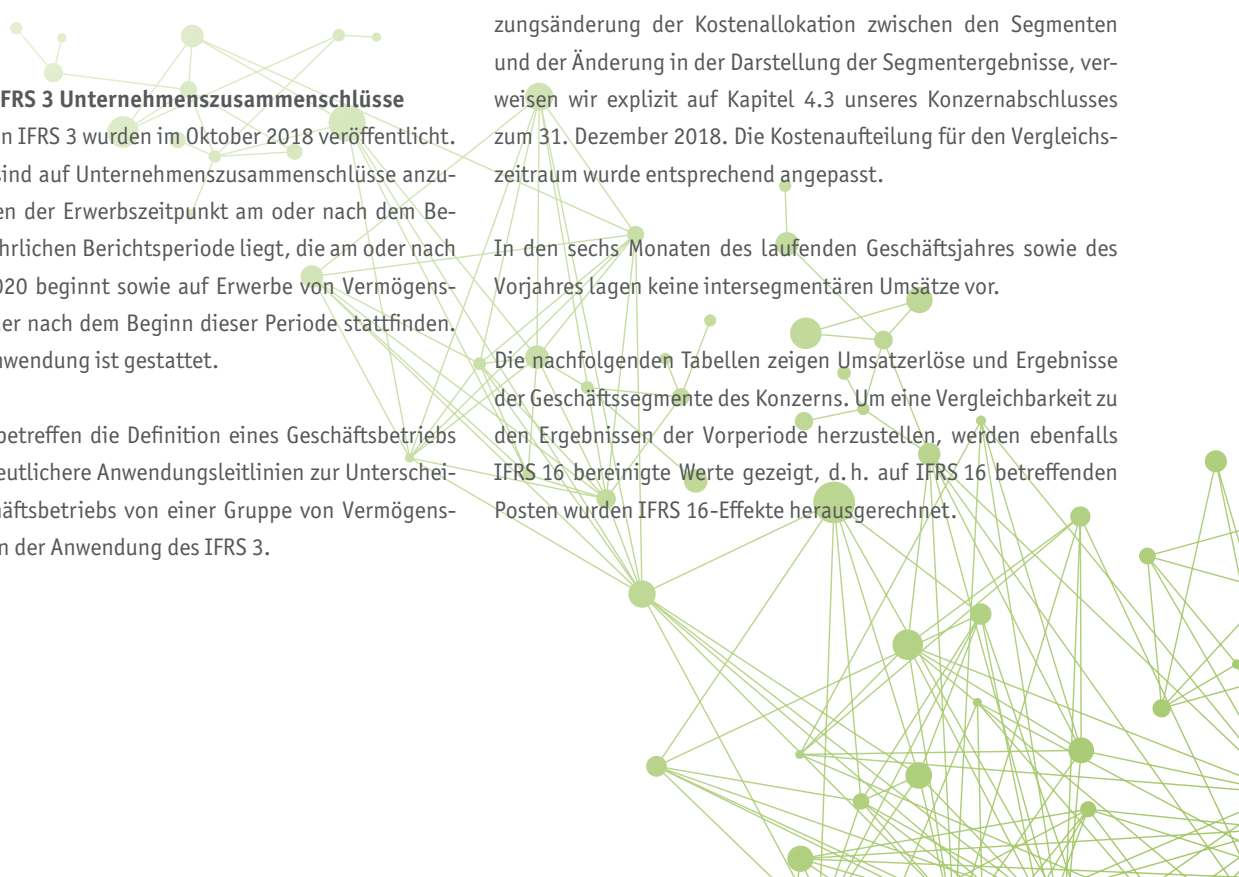 FRS 3 Unternehmenszusammenschlüsse
n IFRS 3 wurden im Oktober 2018 veröffentlicht.
sind auf Unternehmenszusammenschlüsse anzu-
en der Erwerbszeitpunkt am oder nach dem Be-
hrlichen Berichtsperiode liegt, die am oder nach
020 beginnt sowie auf Erwerbe von Vermögens-
er nach dem Beginn dieser Periode stattfinden.
nwendung ist gestattet.
betreffen die Definition eines Geschäftsbetriebs
eutlichere Anwendungsleitlinien zur Unterschei-
äftsbetriebs von einer Gruppe von Vermögens-
n der Anwendung des IFRS 3.
zungsänderung der Kostenallokation zwischen den Segmenten
und der Änderung in der Darstellung der Segmentergebnisse, ver-
weisen wir explizit auf Kapitel 4.3 unseres Konzernabschlusses
zum 31. Dezember 2018. Die Kostenaufteilung für den Vergleichs-
zeitraum wurde entsprechend angepasst.
In den sechs Monaten des laufenden Geschäftsjahres sowie des
Vorjahres lagen keine intersegmentären Umsätze vor.
Die nachfolgenden Tabellen zeigen Umsatzerlöse und Ergebnisse
der Geschäftssegmente des Konzerns. Um eine Vergleichbarkeit zu
den Ergebnissen der Vorperiode herzustellen, werden ebenfalls
IFRS 16 bereinigte Werte gezeigt, d. h. auf IFRS 16 betreffenden
Posten wurden IFRS 16-Effekte herausgerechnet.